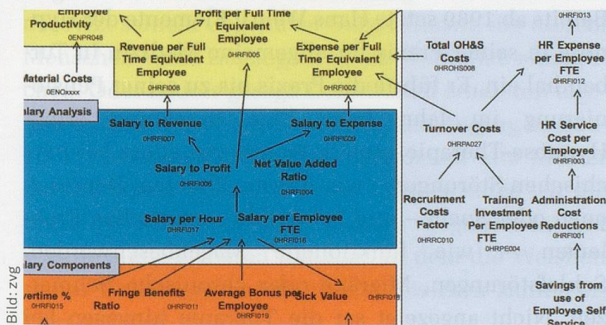 Employee
Productivity
0ENPR048
Profit per Full Time
Equivalent
Employee
0HRFI005
Revenue per Full
Time Equivalent
Employee
0HRFI008
Expense per Full
Time Equivalent
Employee
0HRFI002
Total OH&S
Costs
0ROHS008
0HRFI013
HR Expense
per Employee
FTE
0HRFI012
Material Costs
0ENOxxxx
alary Analysis
Salary to Revenue
0HRFI007
Salary to Expense
0HRFI009
Salary to Profit
0HRFI006
Net Value Added
Ratio
0HRFI004
Turnover Costs
0HRPA027
HR Service
Cost per
Employee
0HRFI003
Salary per Hour
0HRFI017
Salary per Employee
FTE
0HRFI016
Recruitment
Costs
Factor
0HRRC010
Training
Investment
Per Employee
FTE
0HRPE004
Administration
Cost
Reductions
0HRFI001
alary Components
vertime %
0HRFI015
Fringe Benefits
Ratio
0HRFI011
Average Bonus per
Employee
0HRFI019
Sick Value
0HRFI018
Savings from
use of
Employee Self
Service
Bild: zvg